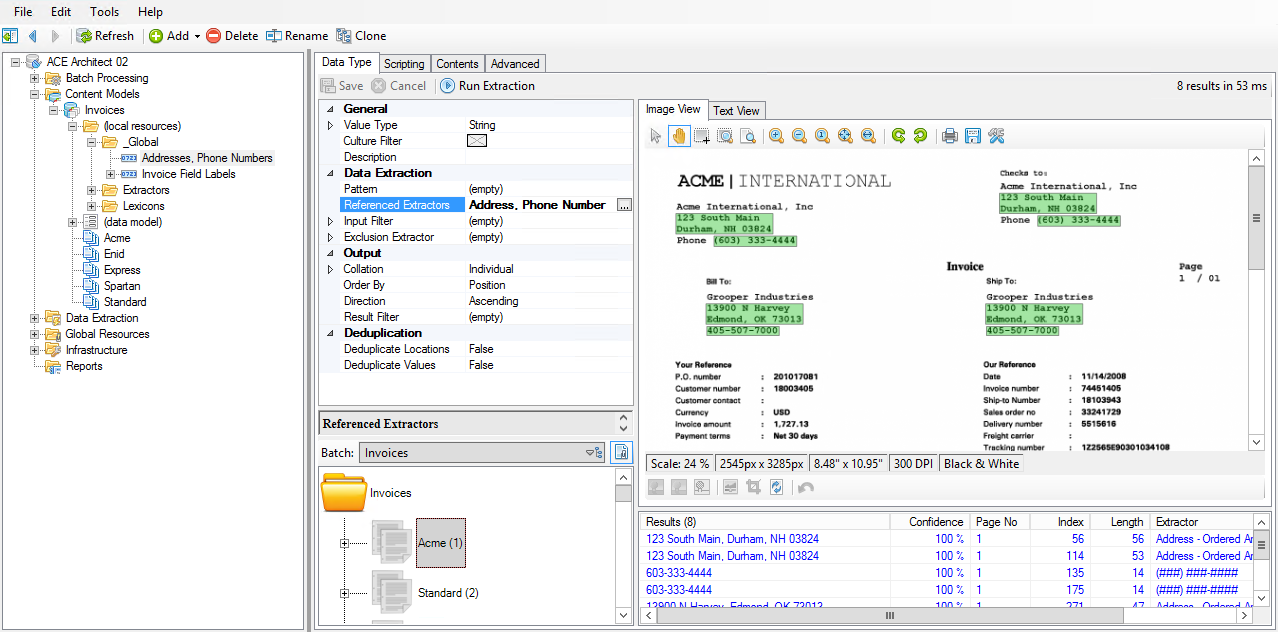 File Edit Tools Help
Refresh Add Delete Rename Clone
ACE Architect 02
Batch Processing
Content Models
Invoices
(local resources)
_Global
Addresses, Phone Numbers
Invoice Field Labels
Extractors
Lexicons
(data model)
Acme
Enid
Express
Spartan
Standard
Data Extraction
Global Resources
Infrastructure
Reports
Data Type Scripting Contents Advanced
Save Cancel Run Extraction 8 results in 53 ms
General
Value Type String
Culture Filter
Description
Data Extraction
Pattern (empty)
Referenced Extractors Address, Phone Number ...
Input Filter (empty)
Exclusion Extractor (empty)
Output
Collation Individual
Order By Position
Direction Ascending
Result Filter (empty)
Deduplication
Deduplicate Locations False
Deduplicate Values False
Referenced Extractors
Batch: Invoices
Invoices
Acme (1)
Standard (2)
Image View Text View
ACME | INTERNATIONAL
Acme International, Inc
123 South Main
Durham, NH 03824
Phone (603) 333-4444
Checks to:
Acme International, Inc
123 South Main
Durham, NH 03824
Phone (603) 333-4444
Invoice
Page
1 / 01
Bill To:
Grooper Industries
13900 N Harvey
Edmond, OK 73013
405-507-7000
Ship To:
Grooper Industries
13900 N Harvey
Edmond, OK 73013
405-507-7000
Your Reference
P.O. number : 201017081
Customer number : 18003405
Customer contact :
Currency : USD
Invoice amount : 1,727.13
Payment terms : Net 30 days
Our Reference
Date : 11/14/2008
Invoice number : 74451405
Ship-to Number : 18103943
Sales order no : 33241729
Delivery number : 5515616
Freight carrier :
Tracking number : 1Z2565E90301034108
Scale: 24 % 2545px x 3285px 8.48" x 10.95" 300 DPI Black & White
Results (8) Confidence Page No Index Length Extractor
123 South Main, Durham, NH 03824 100 % 1 56 56 Address - Ordered Ar
123 South Main, Durham, NH 03824 100 % 1 114 53 Address - Ordered Ar
603-333-4444 100 % 1 135 14 (###) ###-####
603-333-4444 100 % 1 175 14 (###) ###-####
13900 N Harvey, Edmond, OK 73013 100 % 1 271 47 Address - Ordered Ar